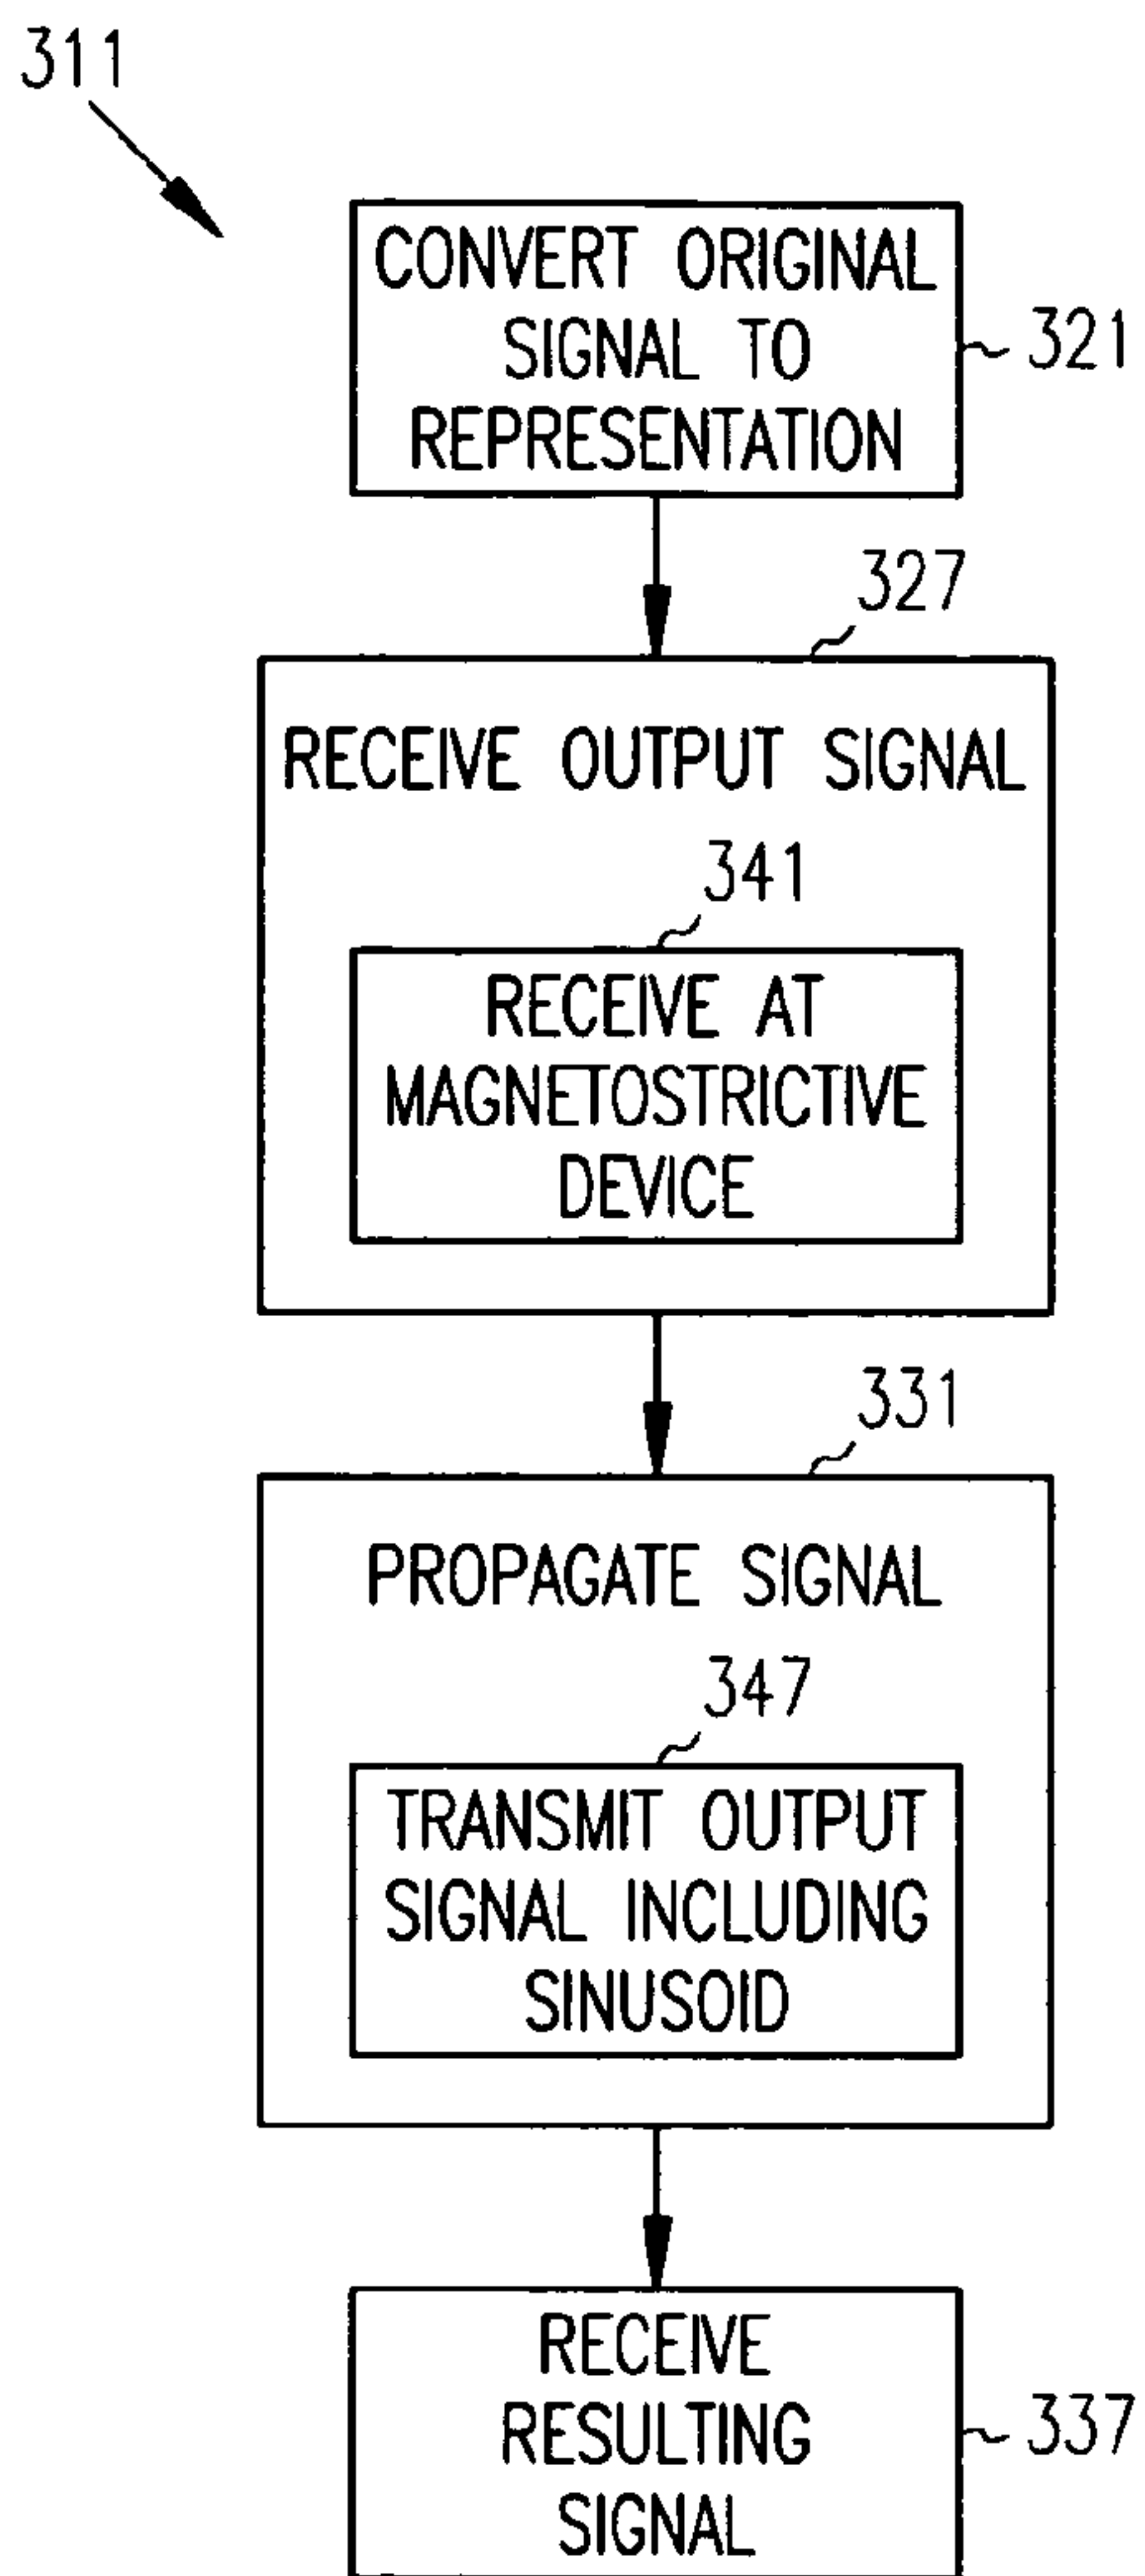 311
CONVERT ORIGINAL
SIGNAL TO
REPRESENTATION
321
327
RECEIVE OUTPUT SIGNAL
341
RECEIVE AT
MAGNETOSTRICTIVE
DEVICE
331
PROPAGATE SIGNAL
347
TRANSMIT OUTPUT
SIGNAL INCLUDING
SINUSOID
RECEIVE
RESULTING
SIGNAL
337